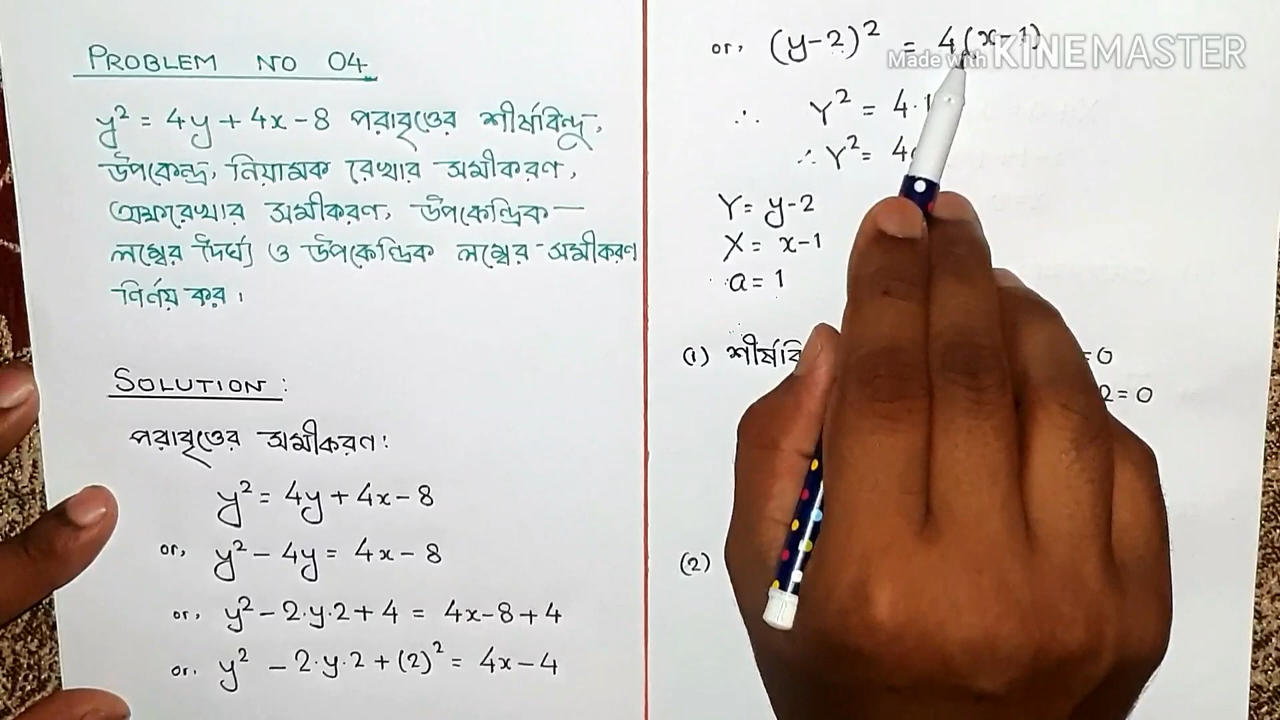 PROBLEM NO 04
y² = 4y + 4x - 8 পরাবৃত্তের শীর্ষবিন্দু,
উপকেন্দ্র, নিয়ামক রেখার সমীকরণ,
অক্ষরেখার সমীকরণ, উপকেন্দ্রিক
লম্বের দৈর্ঘ্য ও উপকেন্দ্রিক লম্বের সমীকরণ
নির্ণয় কর।
SOLUTION:
পরাবৃত্তের সমীকরণ:
y² = 4y + 4x - 8
or, y² - 4y = 4x - 8
or, y² - 2·y·2 + 4 = 4x - 8 + 4
or, y² - 2·y·2 + (2)² = 4x - 4
or, (y-2)² = 4(x-1)
Made with KINEMASTER
∴ Y² = 4·1
∴ Y² = 4
Y = y-2
X = x-1
a = 1
(1)
=0
2=0
(2)